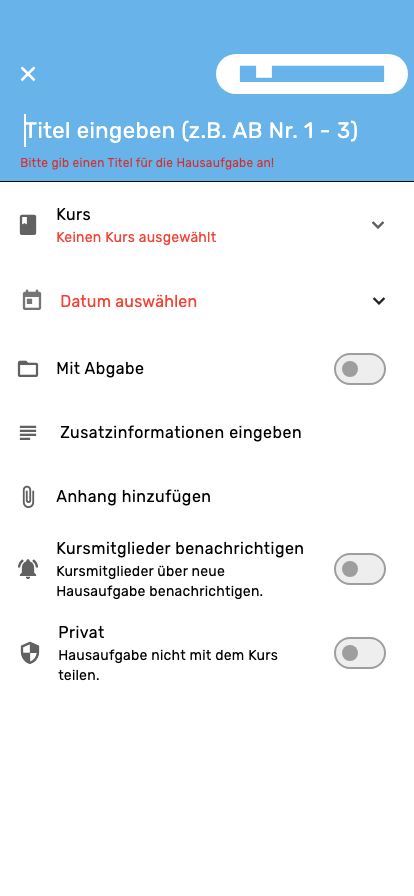 Titel eingeben (z.B. AB Nr. 1 - 3)
Bitte gib einen Titel für die Hausaufgabe an!
Kurs
Keinen Kurs ausgewählt
Datum auswählen
Mit Abgabe
Zusatzinformationen eingeben
Anhang hinzufügen
Kursmitglieder benachrichtigen
Kursmitglieder über neue
Hausaufgabe benachrichtigen.
Privat
Hausaufgabe nicht mit dem Kurs
teilen.